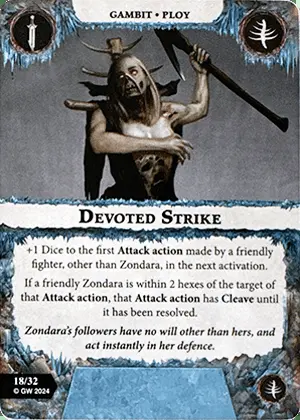 GAMBIT • PLOY
DEVOTED STRIKE
+1 Dice to the first Attack action made by a friendly
fighter, other than Zondara, in the next activation.
If a friendly Zondara is within 2 hexes of the target of
that Attack action, that Attack action has Cleave until
it has been resolved.
Zondara's followers have no will other than hers, and
act instantly in her defence.
18/32
© GW 2024